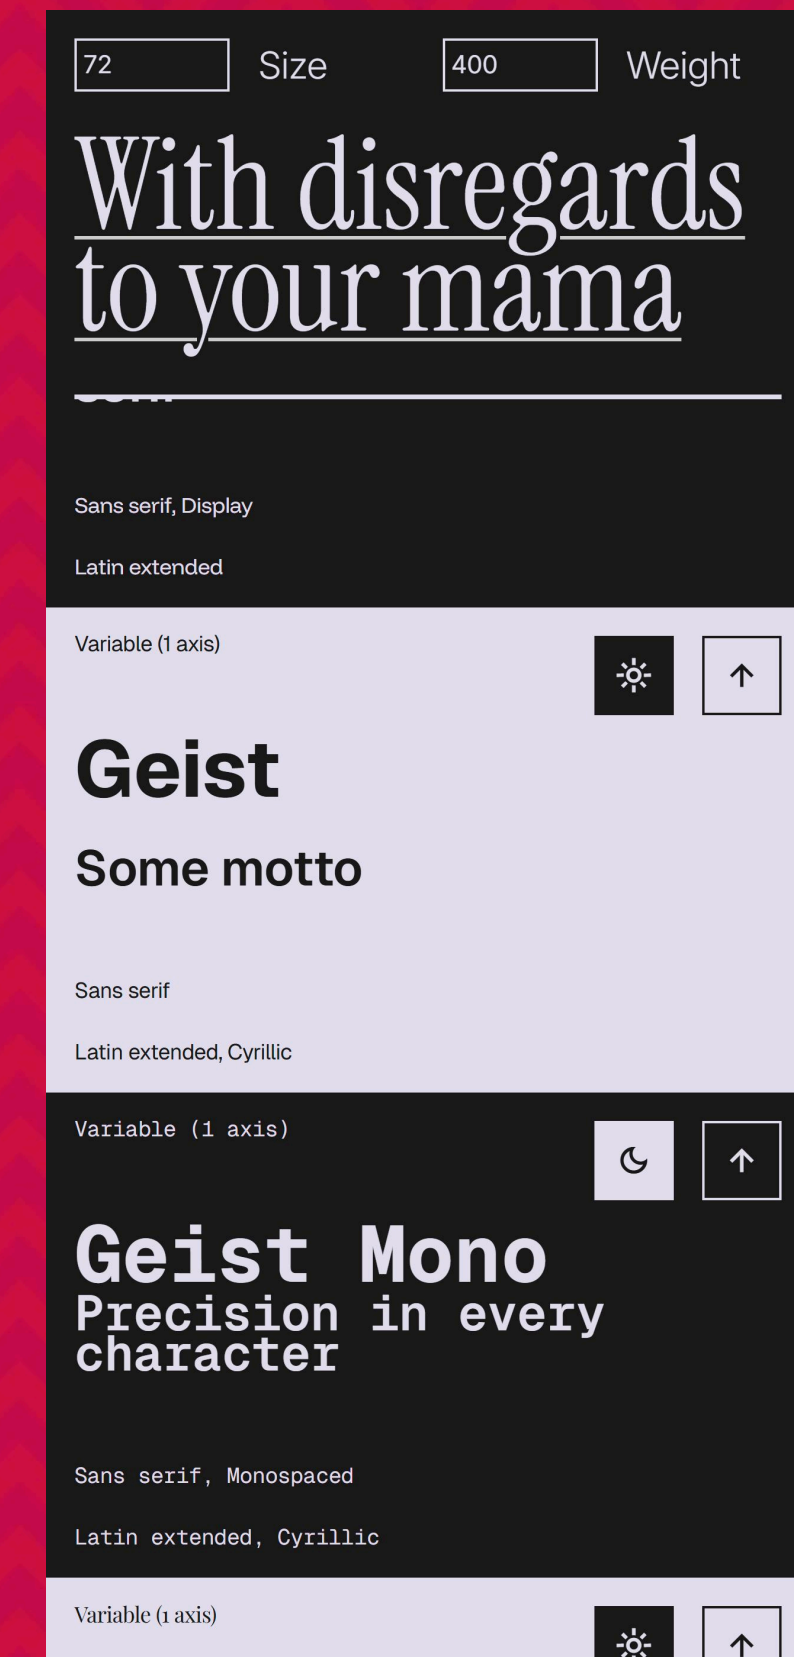 72 Size 400 Weight
With disregards
to your mama
Sans serif, Display
Latin extended
Variable (1 axis)
Geist
Some motto
Sans serif
Latin extended, Cyrillic
Variable (1 axis)
Geist Mono
Precision in every
character
Sans serif, Monospaced
Latin extended, Cyrillic
Variable (1 axis)